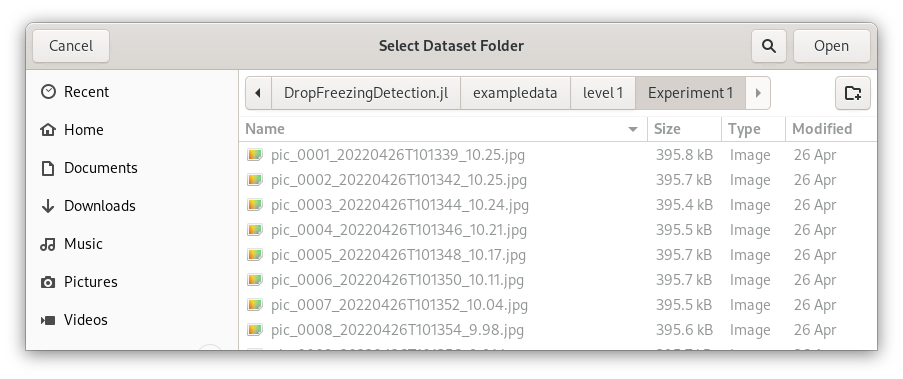 Cancel Select Dataset Folder Open
Recent
Home
Documents
Downloads
Music
Pictures
Videos
DropFreezingDetection.jl exampledata level 1 Experiment 1
Name Size Type Modified
pic_0001_20220426T101339_10.25.jpg 395.8 kB Image 26 Apr
pic_0002_20220426T101342_10.25.jpg 395.7 kB Image 26 Apr
pic_0003_20220426T101344_10.24.jpg 395.4 kB Image 26 Apr
pic_0004_20220426T101346_10.21.jpg 395.5 kB Image 26 Apr
pic_0005_20220426T101348_10.17.jpg 395.7 kB Image 26 Apr
pic_0006_20220426T101350_10.11.jpg 395.7 kB Image 26 Apr
pic_0007_20220426T101352_10.04.jpg 395.5 kB Image 26 Apr
pic_0008_20220426T101354_9.98.jpg 395.6 kB Image 26 Apr